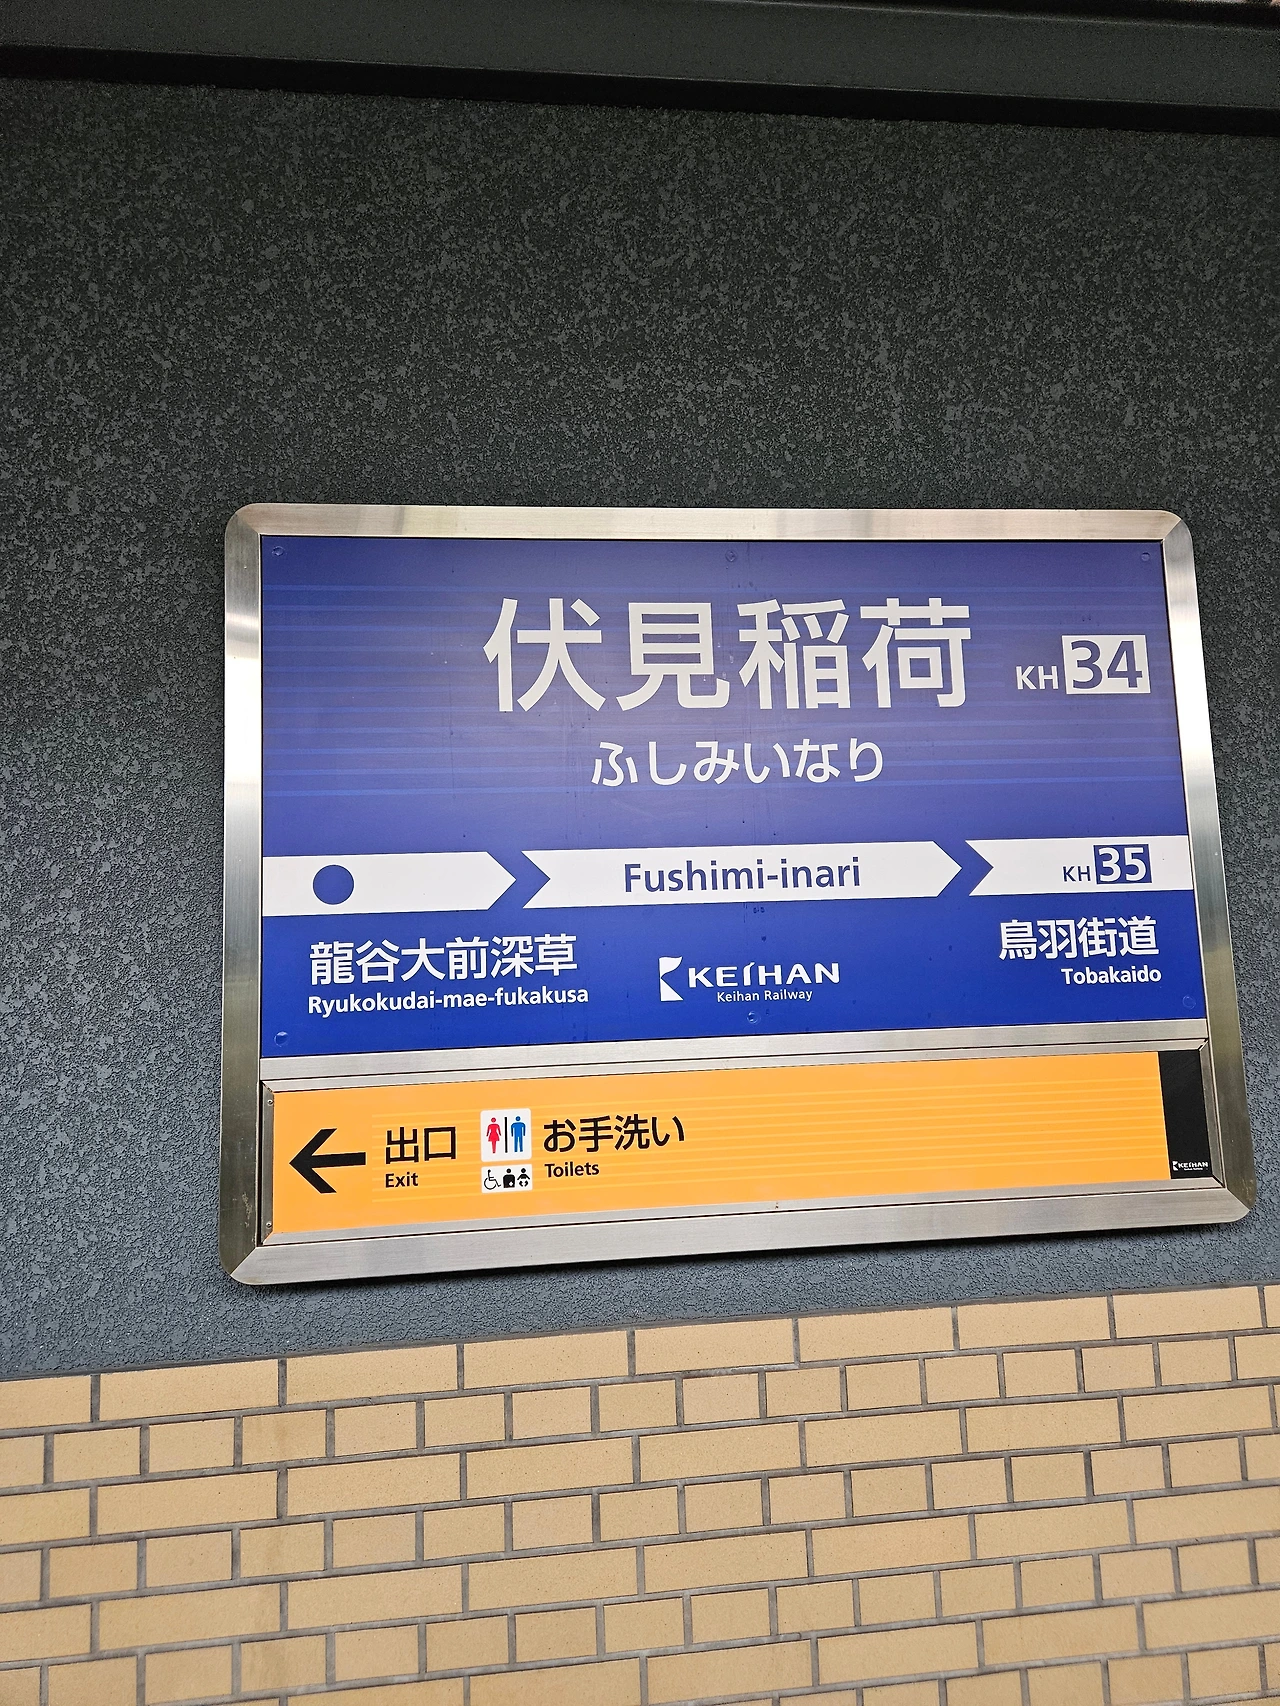 伏見稲荷 KH 34
ふしみいなり
Fushimi-inari KH 35
龍谷大前深草 鳥羽街道
Ryukokudai-mae-fukakusa KEIHAN Tobakaido
Keihan Railway
出口 お手洗い
Exit Toilets
KEIHAN